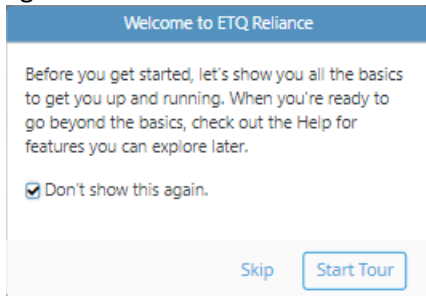 Welcome to ETQ Reliance
Before you get started, let's show you all the basics
to get you up and running. When you're ready to
go beyond the basics, check out the Help for
features you can explore later.
Don't show this again.
Skip
Start Tour